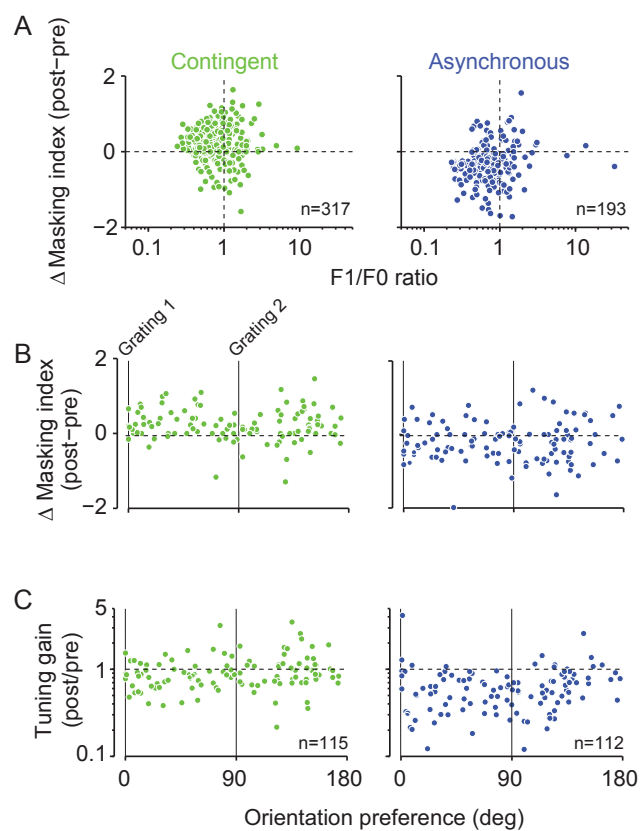 A
Contingent
Asynchronous
Δ Masking index (post−pre)
2
0
−2
n=317
n=193
0.1
1
10
0.1
1
10
F1/F0 ratio
Grating 1
Grating 2
B
Δ Masking index
(post−pre)
2
0
−2
C
Tuning gain
(post/pre)
5
1
0.1
n=115
n=112
0
90
180
0
90
180
Orientation preference (deg)